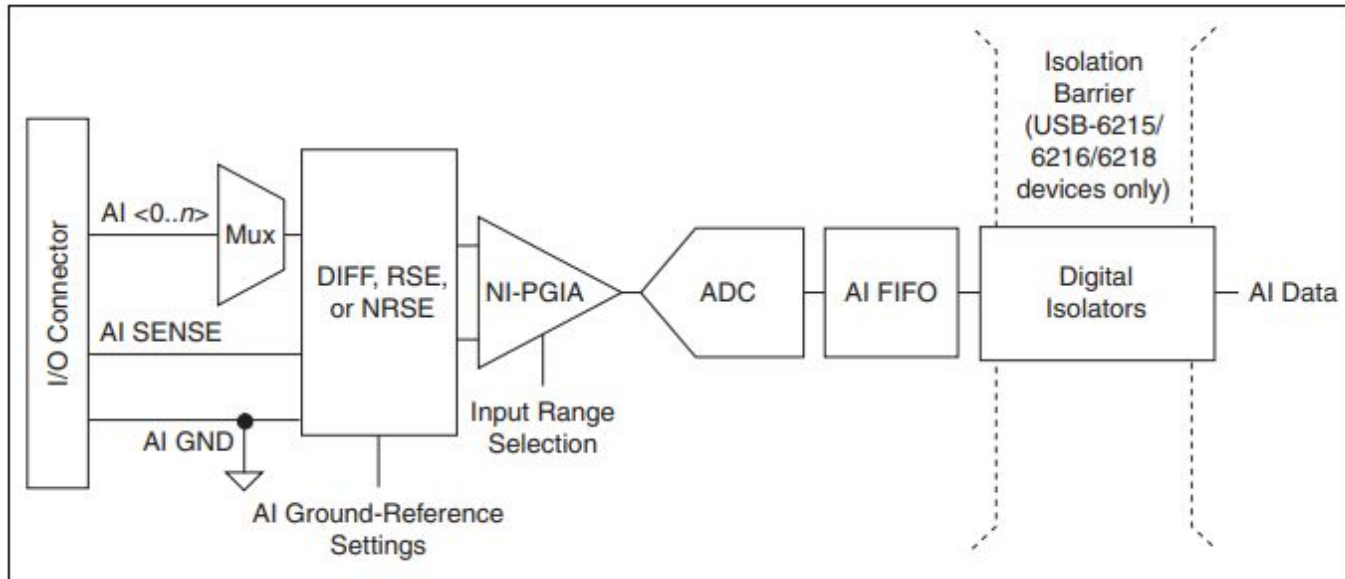 Isolation
Barrier
(USB-6215/
6216/6218
devices only)
I/O Connector
AI <0..n>
Mux
AI SENSE
AI GND
DIFF, RSE,
or NRSE
AI Ground-Reference
Settings
NI-PGIA
Input Range
Selection
ADC
AI FIFO
Digital
Isolators
AI Data